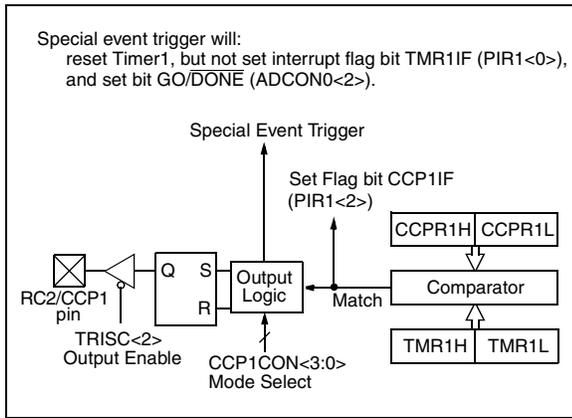 Special event trigger will:
reset Timer1, but not set interrupt flag bit TMR1IF (PIR1<0>),
and set bit GO/DONE (ADCON0<2>).
Special Event Trigger
Set Flag bit CCP1IF
(PIR1<2>)
CCPR1H CCPR1L
Q S Output
Logic
R
Match
Comparator
RC2/CCP1
pin
TRISC<2>
Output Enable
CCP1CON<3:0>
Mode Select
TMR1H TMR1L